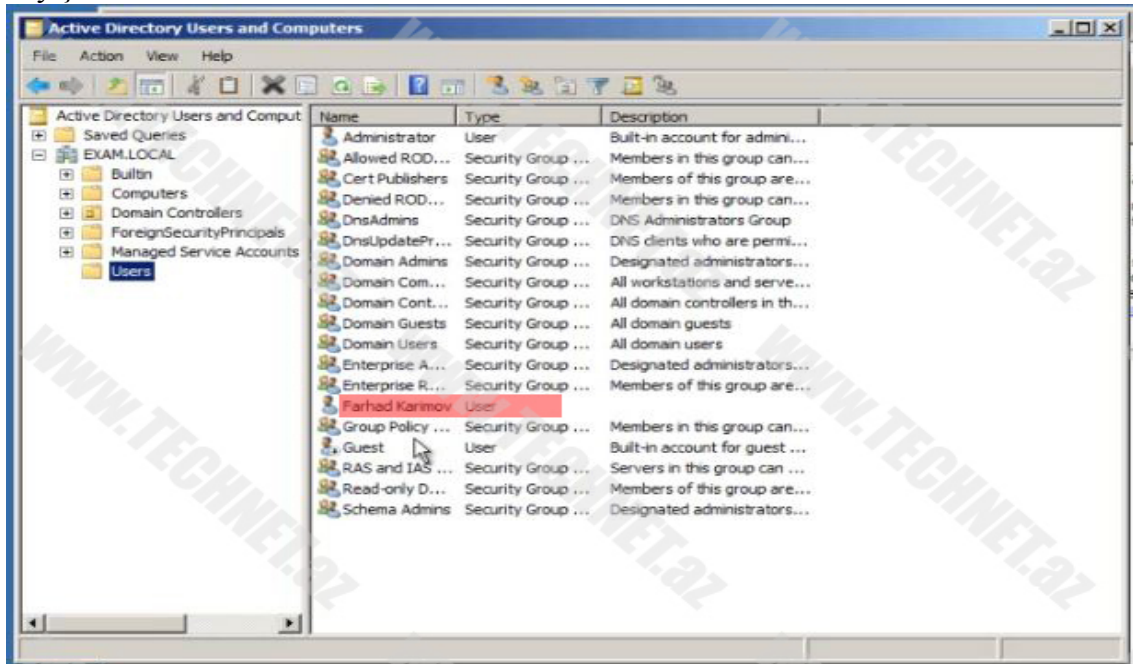 Active Directory Users and Computers
File Action View Help
Active Directory Users and Comput
Saved Queries
EXAM.LOCAL
Builtin
Computers
Domain Controllers
ForeignSecurityPrincipals
Managed Service Accounts
Users
Name Type Description
Administrator User Built-in account for admini...
Allowed ROD... Security Group ... Members in this group can...
Cert Publishers Security Group ... Members of this group are...
Denied ROD... Security Group ... Members in this group can...
DnsAdmins Security Group ... DNS Administrators Group
DnsUpdatePr... Security Group ... DNS clients who are permi...
Domain Admins Security Group ... Designated administrators...
Domain Com... Security Group ... All workstations and serve...
Domain Cont... Security Group ... All domain controllers in th...
Domain Guests Security Group ... All domain guests
Domain Users Security Group ... All domain users
Enterprise A... Security Group ... Designated administrators...
Enterprise R... Security Group ... Members of this group are...
Farhad Karimov User
Group Policy ... Security Group ... Members in this group can...
Guest User Built-in account for guest ...
RAS and IAS ... Security Group ... Servers in this group can ...
Read-only D... Security Group ... Members of this group are...
Schema Admins Security Group ... Designated administrators...
WWW.TECHNET.az